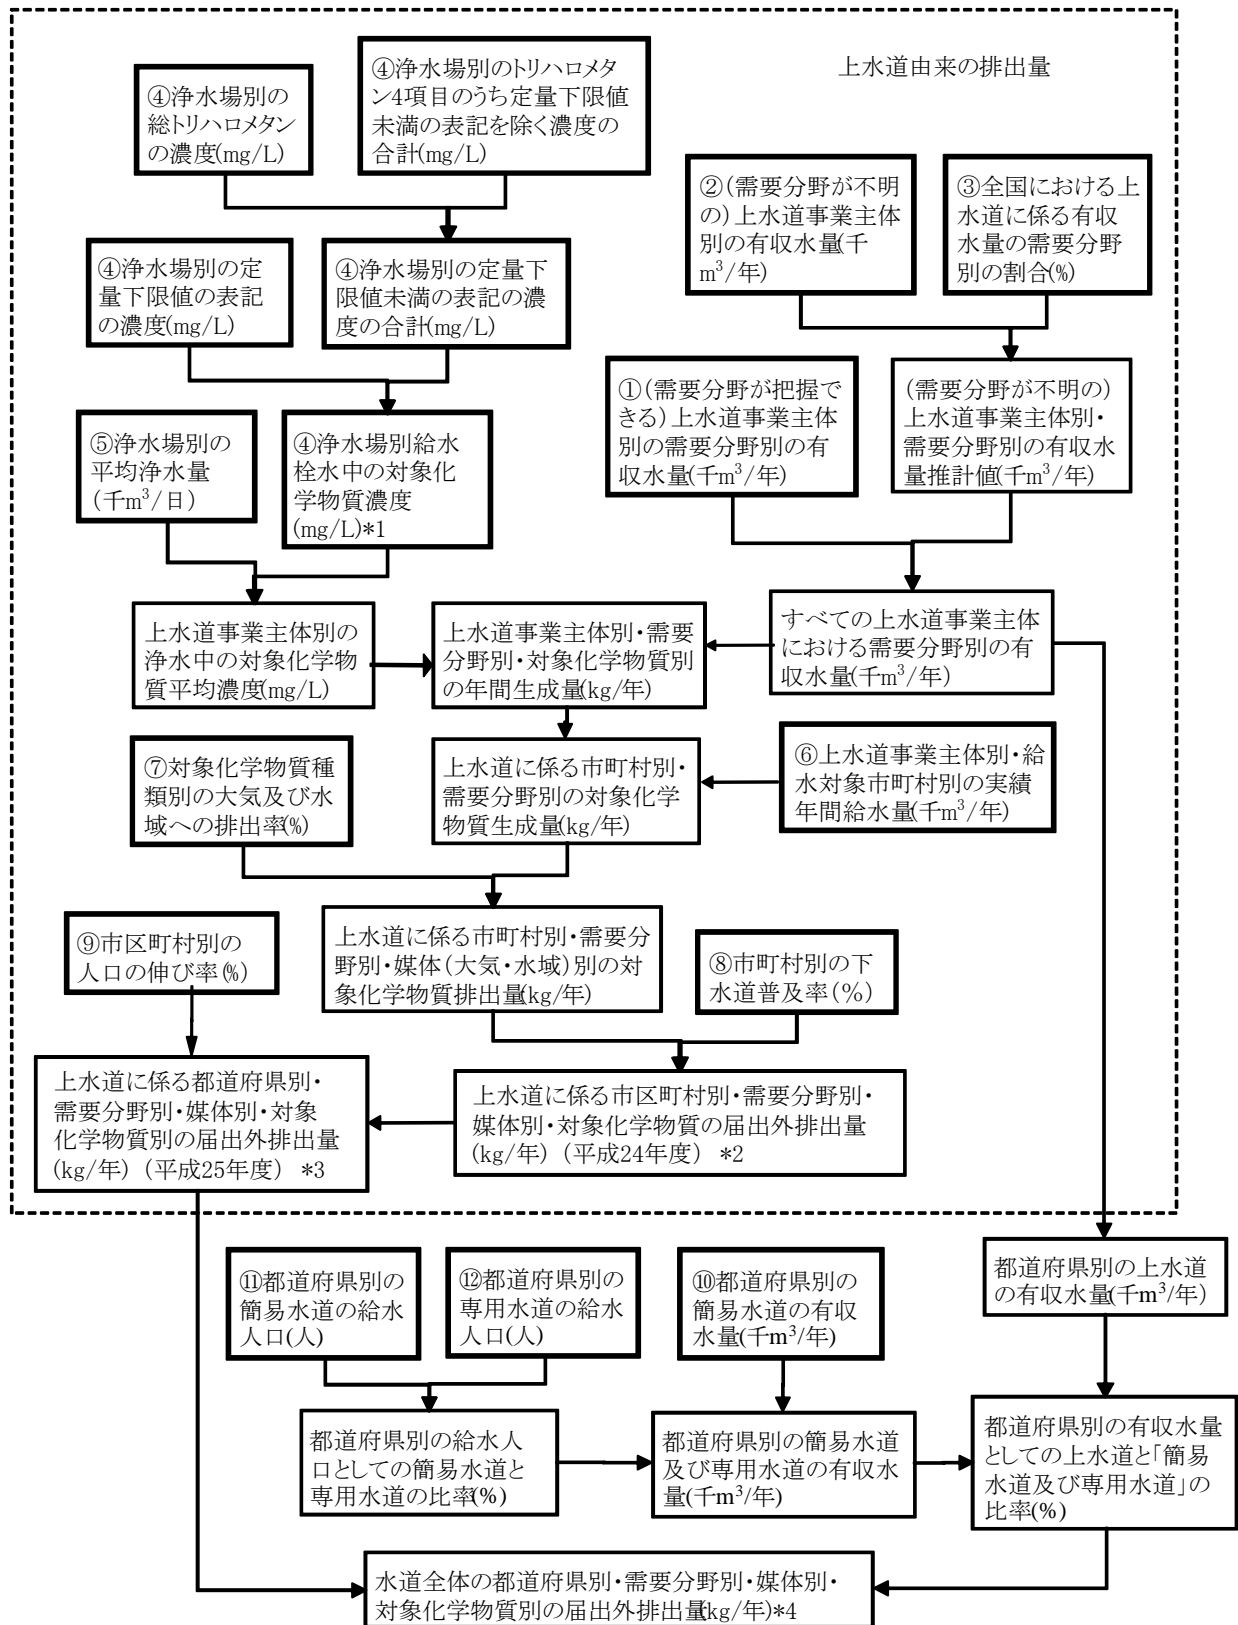 上水道由来の排出量
④浄水場別の
総トリハロメタン
の濃度(mg/L)
④浄水場別のトリハロメタ
ン4項目のうち定量下限値
未満の表記を除く濃度の
合計(mg/L)
②(需要分野が不明
の)上水道事業主体
別の有収水量(千
m³/年)
③全国における上
水道に係る有収
水量の需要分野
別の割合(%)
④浄水場別の定
量下限値の表記
の濃度(mg/L)
④浄水場別の定量下
限値未満の表記の濃
度の合計(mg/L)
①(需要分野が把握で
きる)上水道事業主体
別の需要分野別の有
収水量(千m³/年)
(需要分野が不明の)
上水道事業主体別・
需要分野別の有収水
量推計値(千m³/年)
⑤浄水場別の
平均浄水量
(千m³/日)
④浄水場別給水
栓水中の対象化
学物質濃度
(mg/L)*1
上水道事業主体別の
浄水中の対象化学物
質平均濃度(mg/L)
上水道事業主体別・需要
分野別・対象化学物質別
の年間生成量(kg/年)
すべての上水道事業主体
における需要分野別の有
収水量(千m³/年)
⑦対象化学物質種
類別の大気及び水
域への排出率(%)
上水道に係る市町村別・
需要分野別の対象化学
物質生成量(kg/年)
⑥上水道事業主体別・給
水対象市町村別の実績
年間給水量(千m³/年)
⑨市区町村別の
人口の伸び率(%)
上水道に係る市町村別・需要分
野別・媒体(大気・水域)別の対
象化学物質排出量(kg/年)
⑧市町村別の下
水道普及率(%)
上水道に係る都道府県別・
需要分野別・媒体別・対象
化学物質別の届出外排出量
(kg/年)(平成25年度) *3
上水道に係る市区町村別・需要分野別・
媒体別・対象化学物質の届出外排出量
(kg/年)(平成24年度) *2
⑪都道府県別の
簡易水道の給水
人口(人)
⑫都道府県別の
専用水道の給水
人口(人)
⑩都道府県別の
簡易水道の有収
水量(千m³/年)
都道府県別の上水道
の有収水量(千m³/年)
都道府県別の給水人
口としての簡易水道と
専用水道の比率(%)
都道府県別の簡易水道
及び専用水道の有収水
量(千m³/年)
都道府県別の有収水量
としての上水道と「簡易
水道及び専用水道」の
比率(%)
水道全体の都道府県別・需要分野別・媒体別・
対象化学物質別の届出外排出量(kg/年)*4